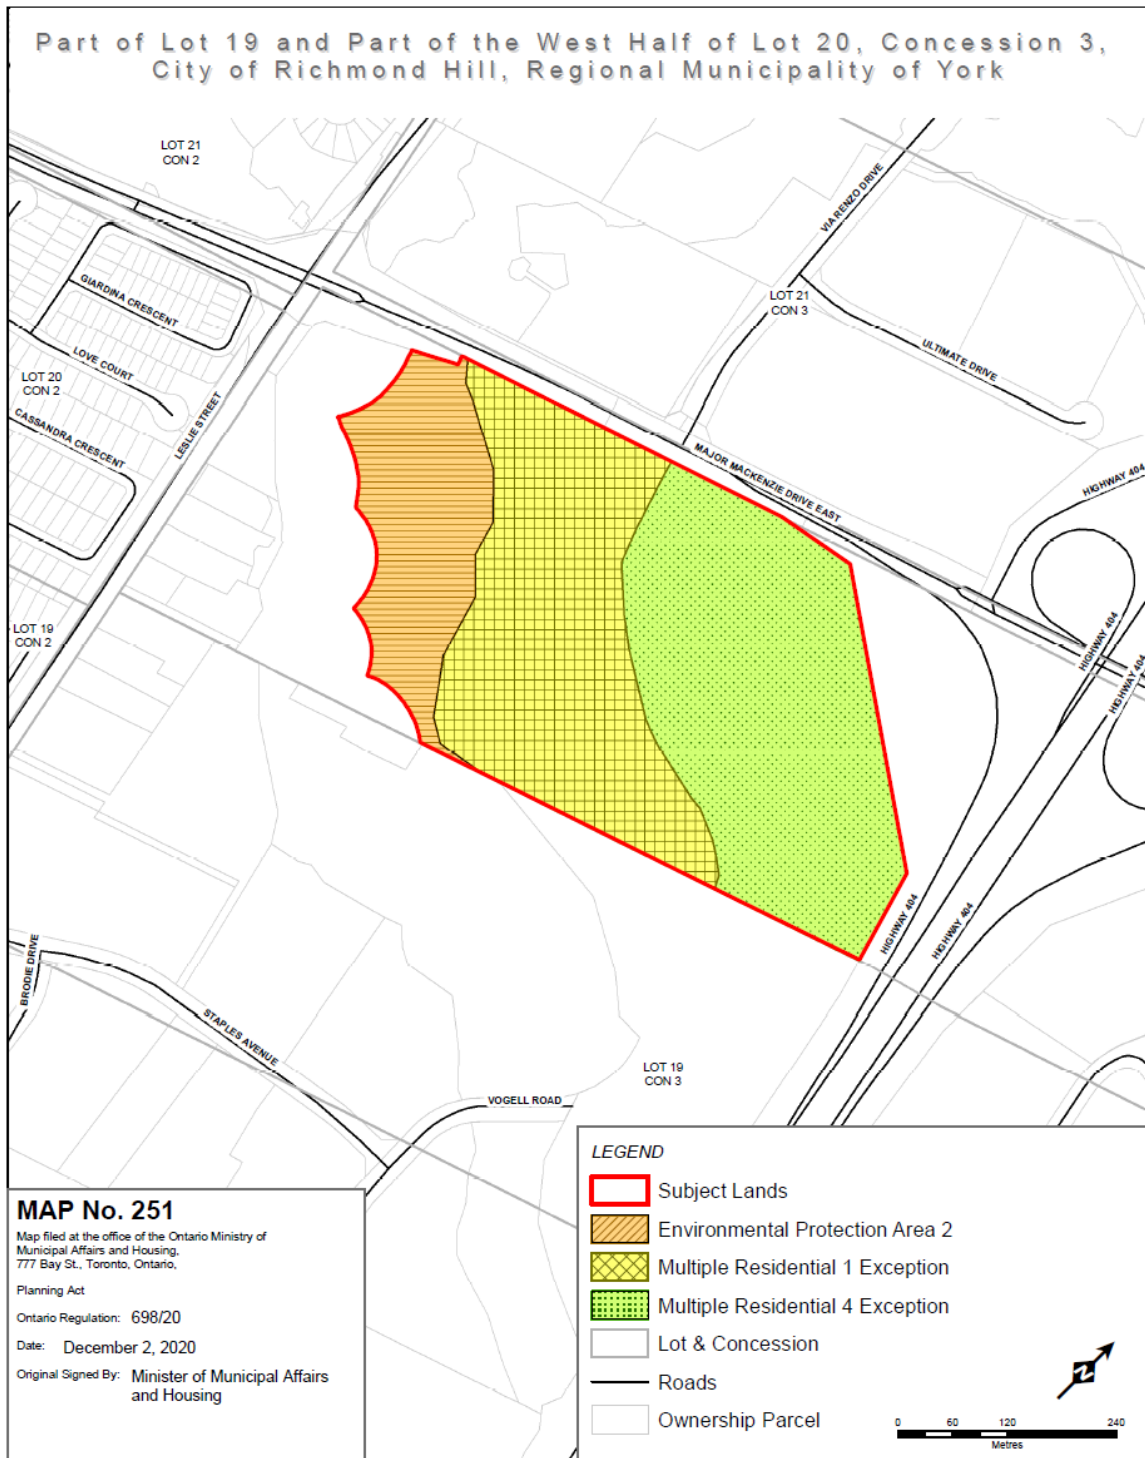 Part of Lot 19 and Part of the West Half of Lot 20, Concession 3,
City of Richmond Hill, Regional Municipality of York
LOT 21
CON 2
VIA RENZO DRIVE
GIARDINA CRESCENT
LOT 21
CON 3
LOVE COURT
ULTIMATE DRIVE
LOT 20
CON 2
CASSANDRA CRESCENT
LESLIE STREET
MAJOR MACKENZIE DRIVE EAST
HIGHWAY 404
LOT 19
CON 2
HIGHWAY 404
HIGHWAY 404
HIGHWAY 404
HIGHWAY 404
BRODIE DRIVE
STAPLES AVENUE
LOT 19
CON 3
VOGELL ROAD
LEGEND
Subject Lands
Environmental Protection Area 2
Multiple Residential 1 Exception
Multiple Residential 4 Exception
Lot & Concession
Roads
Ownership Parcel
N
0 60 120 240
Metres
MAP No. 251
Map filed at the office of the Ontario Ministry of
Municipal Affairs and Housing,
777 Bay St., Toronto, Ontario,
Planning Act
Ontario Regulation: 698/20
Date: December 2, 2020
Original Signed By: Minister of Municipal Affairs
and Housing